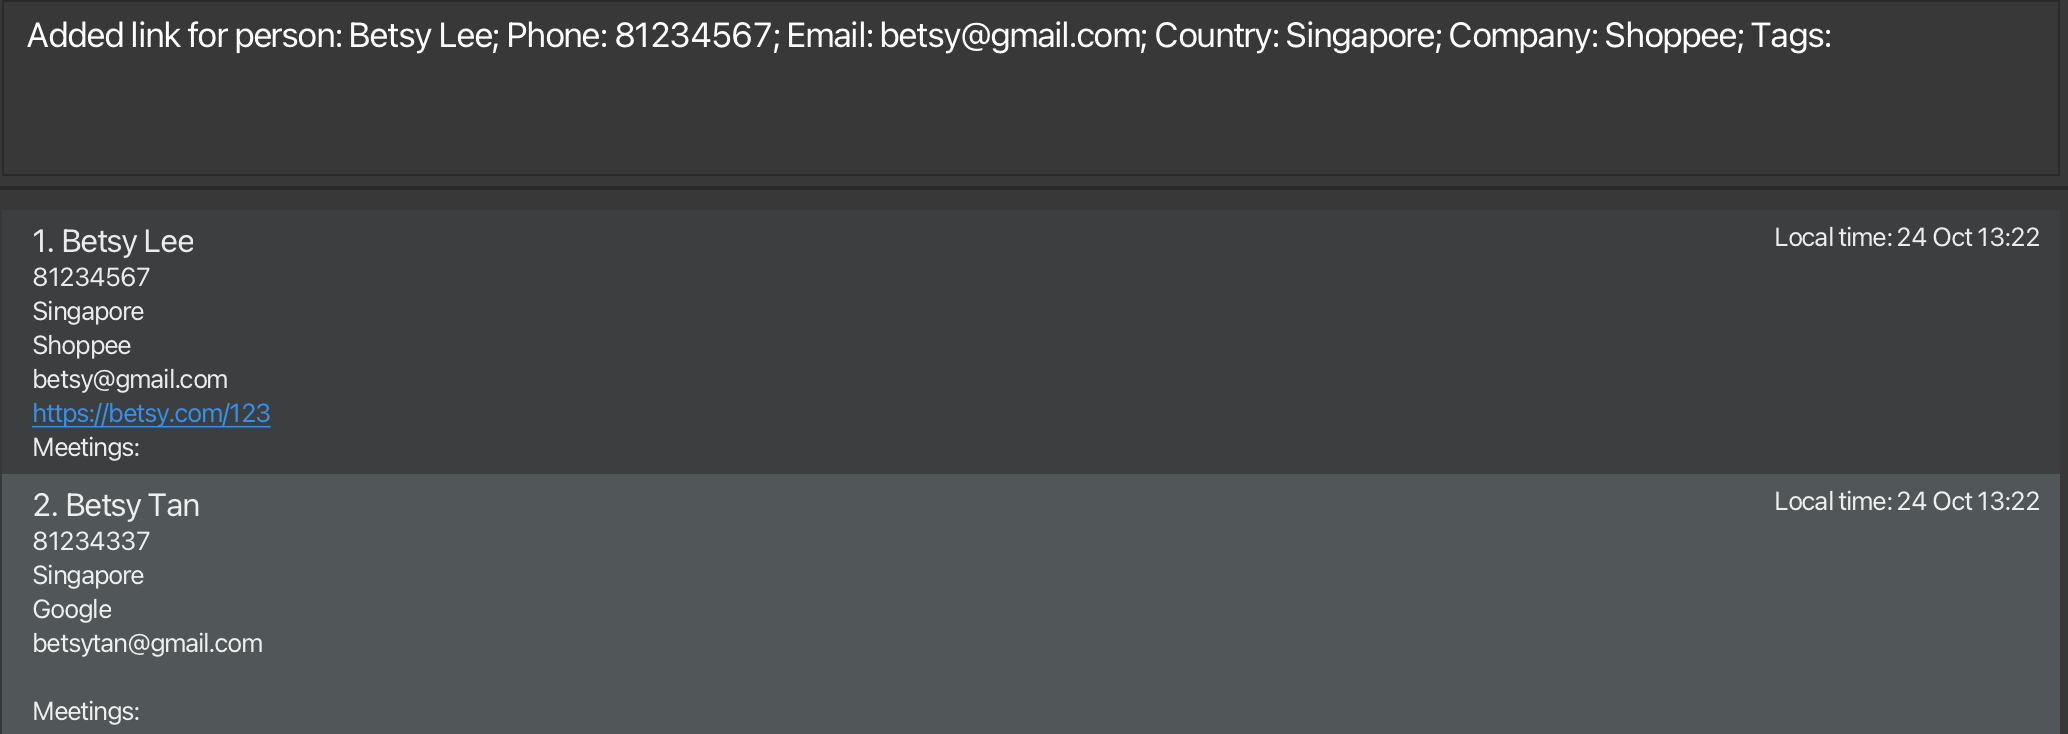 Added link for person: Betsy Lee; Phone: 81234567; Email: betsy@gmail.com; Country: Singapore; Company: Shoppee; Tags:
1. Betsy Lee
Local time: 24 Oct 13:22
81234567
Singapore
Shoppee
betsy@gmail.com
https://betsy.com/123
Meetings:
2. Betsy Tan
Local time: 24 Oct 13:22
81234337
Singapore
Google
betsytan@gmail.com
Meetings: